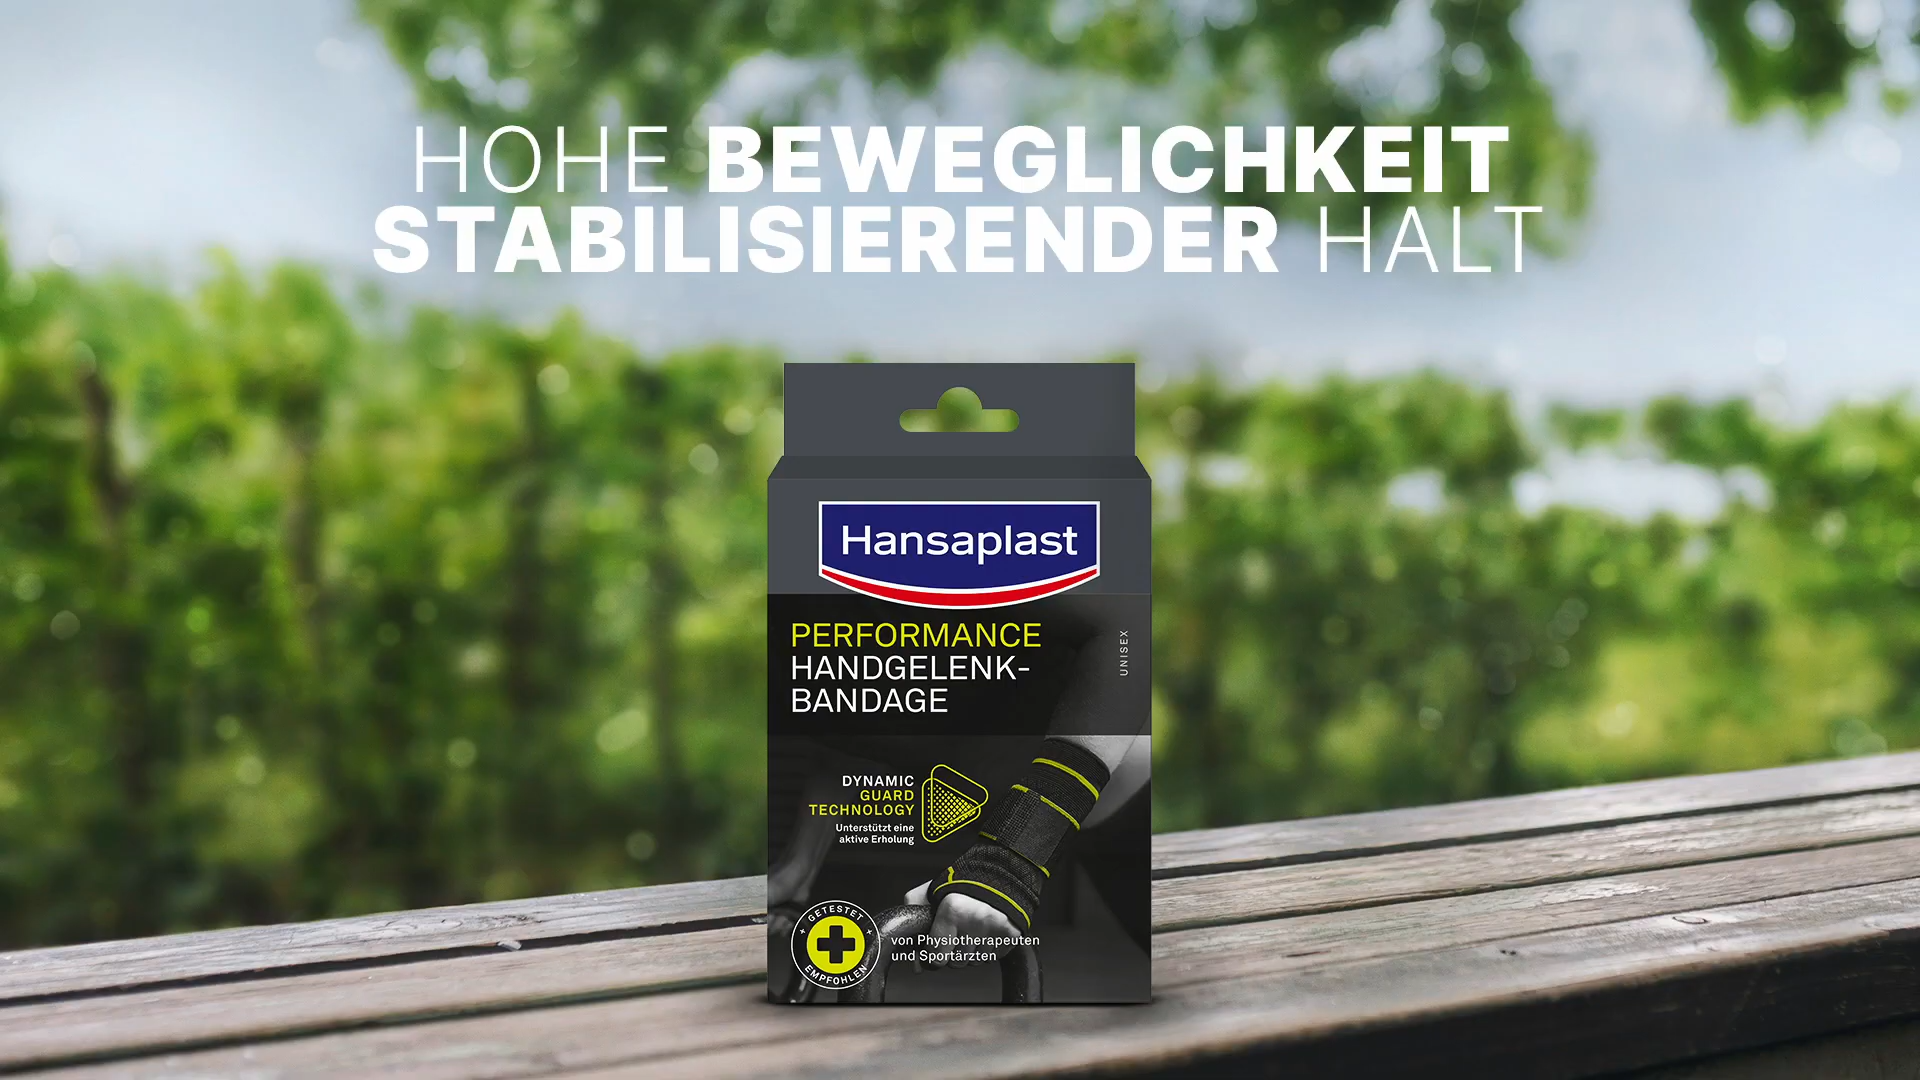 HOHE BEWEGLICHKEIT
STABILISIERENDER HALT
Hansaplast
PERFORMANCE
HANDGELENK-
BANDAGE
UNISEX
DYNAMIC
GUARD
TECHNOLOGY
Unterstützt eine
aktive Erholung
GETESTET
EMPFOHLEN
von Physiotherapeuten
und Sportärzten